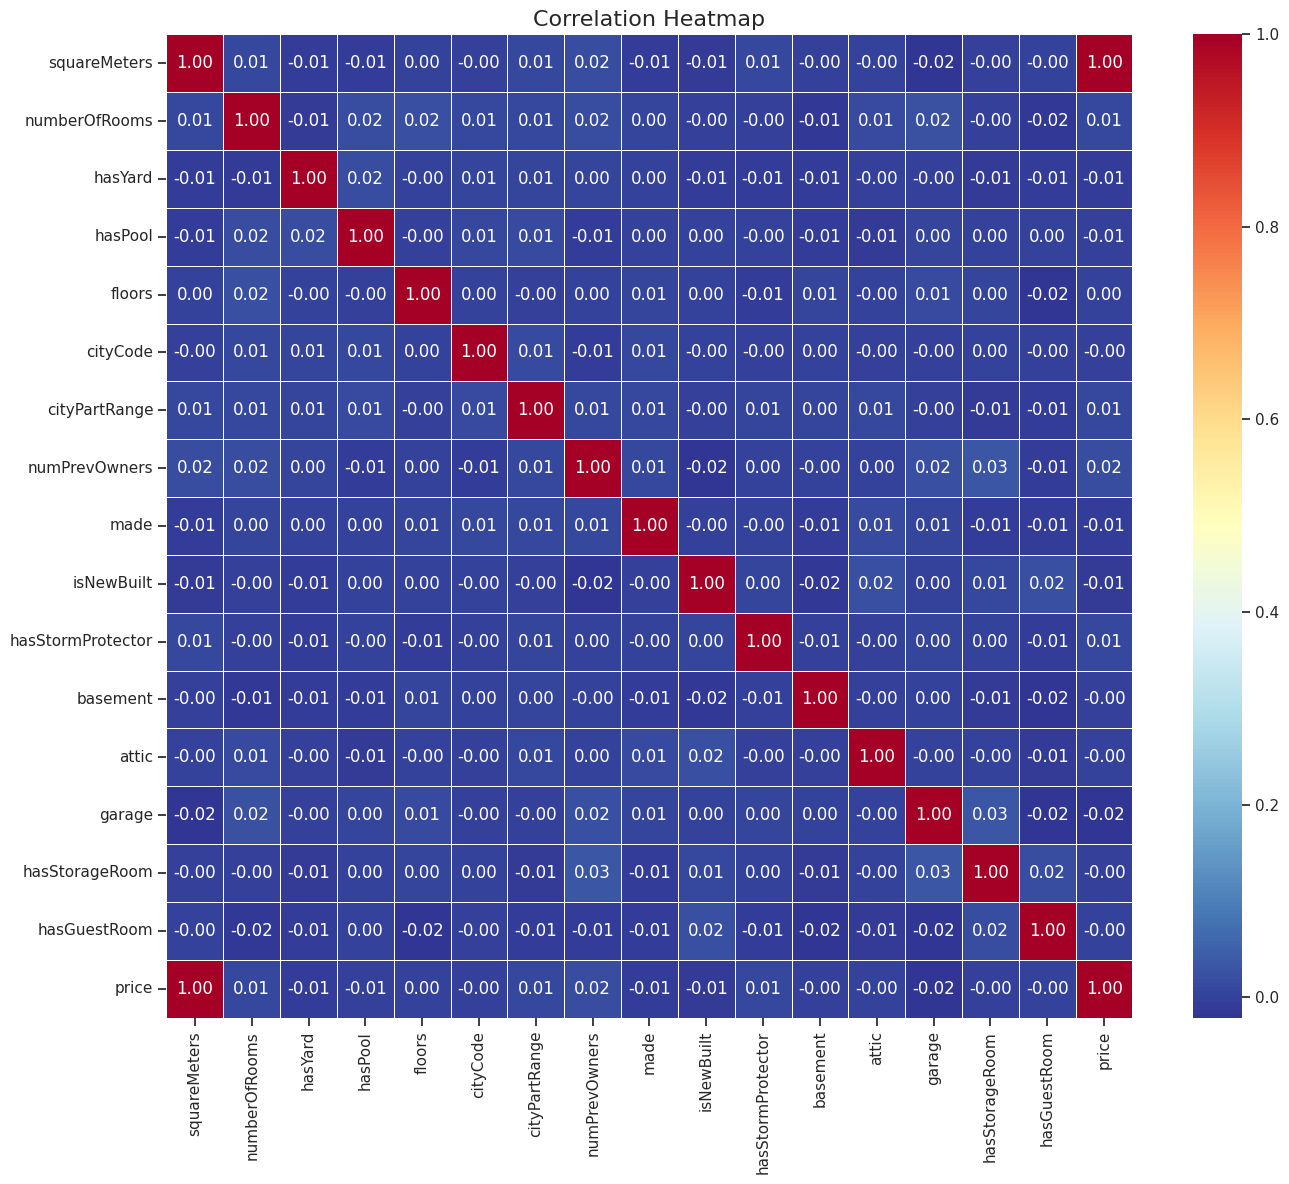 Correlation Heatmap
squareMeters 1.00 0.01 -0.01 -0.01 0.00 -0.00 0.01 0.02 -0.01 -0.01 0.01 -0.00 -0.00 -0.02 -0.00 -0.00 1.00
numberOfRooms 0.01 1.00 -0.01 0.02 0.02 0.01 0.01 0.02 0.00 -0.00 -0.00 -0.01 0.01 0.02 -0.00 -0.02 0.01
hasYard -0.01 -0.01 1.00 0.02 -0.00 0.01 0.01 0.00 0.00 -0.01 -0.01 -0.01 -0.00 -0.00 -0.01 -0.01 -0.01
hasPool -0.01 0.02 0.02 1.00 -0.00 0.01 0.01 -0.01 0.00 0.00 -0.00 -0.01 -0.01 0.00 0.00 0.00 -0.01
floors 0.00 0.02 -0.00 -0.00 1.00 0.00 -0.00 0.00 0.01 0.00 -0.01 0.01 -0.00 0.01 0.00 -0.02 0.00
cityCode -0.00 0.01 0.01 0.01 0.00 1.00 0.01 -0.01 0.01 -0.00 -0.00 0.00 -0.00 -0.00 0.00 -0.00 -0.00
cityPartRange 0.01 0.01 0.01 0.01 -0.00 0.01 1.00 0.01 0.01 -0.00 0.01 0.00 0.01 -0.00 -0.01 -0.01 0.01
numPrevOwners 0.02 0.02 0.00 -0.01 0.00 -0.01 0.01 1.00 0.01 -0.02 0.00 -0.00 0.00 0.02 0.03 -0.01 0.02
made -0.01 0.00 0.00 0.00 0.01 0.01 0.01 0.01 1.00 -0.00 -0.00 -0.01 0.01 0.01 -0.01 -0.01 -0.01
isNewBuilt -0.01 -0.00 -0.01 0.00 0.00 -0.00 -0.00 -0.02 -0.00 1.00 0.00 -0.02 0.02 0.00 0.01 0.02 -0.01
hasStormProtector 0.01 -0.00 -0.01 -0.00 -0.01 -0.00 0.01 0.00 -0.00 0.00 1.00 -0.01 -0.00 0.00 0.00 -0.01 0.01
basement -0.00 -0.01 -0.01 -0.01 0.01 0.00 0.00 -0.00 -0.01 -0.02 -0.01 1.00 -0.00 0.00 -0.01 -0.02 -0.00
attic -0.00 0.01 -0.00 -0.01 -0.00 -0.00 0.01 0.00 0.01 0.02 -0.00 -0.00 1.00 -0.00 -0.00 -0.01 -0.00
garage -0.02 0.02 -0.00 0.00 0.01 -0.00 -0.00 0.02 0.01 0.00 0.00 0.00 -0.00 1.00 0.03 -0.02 -0.02
hasStorageRoom -0.00 -0.00 -0.01 0.00 0.00 0.00 -0.01 0.03 -0.01 0.01 0.00 -0.01 -0.00 0.03 1.00 0.02 -0.00
hasGuestRoom -0.00 -0.02 -0.01 0.00 -0.02 -0.00 -0.01 -0.01 -0.01 0.02 -0.01 -0.02 -0.01 -0.02 0.02 1.00 -0.00
price 1.00 0.01 -0.01 -0.01 0.00 -0.00 0.01 0.02 -0.01 -0.01 0.01 -0.00 -0.00 -0.02 -0.00 -0.00 1.00
squareMeters
numberOfRooms
hasYard
hasPool
floors
cityCode
cityPartRange
numPrevOwners
made
isNewBuilt
hasStormProtector
basement
attic
garage
hasStorageRoom
hasGuestRoom
price
1.0
0.8
0.6
0.4
0.2
0.0